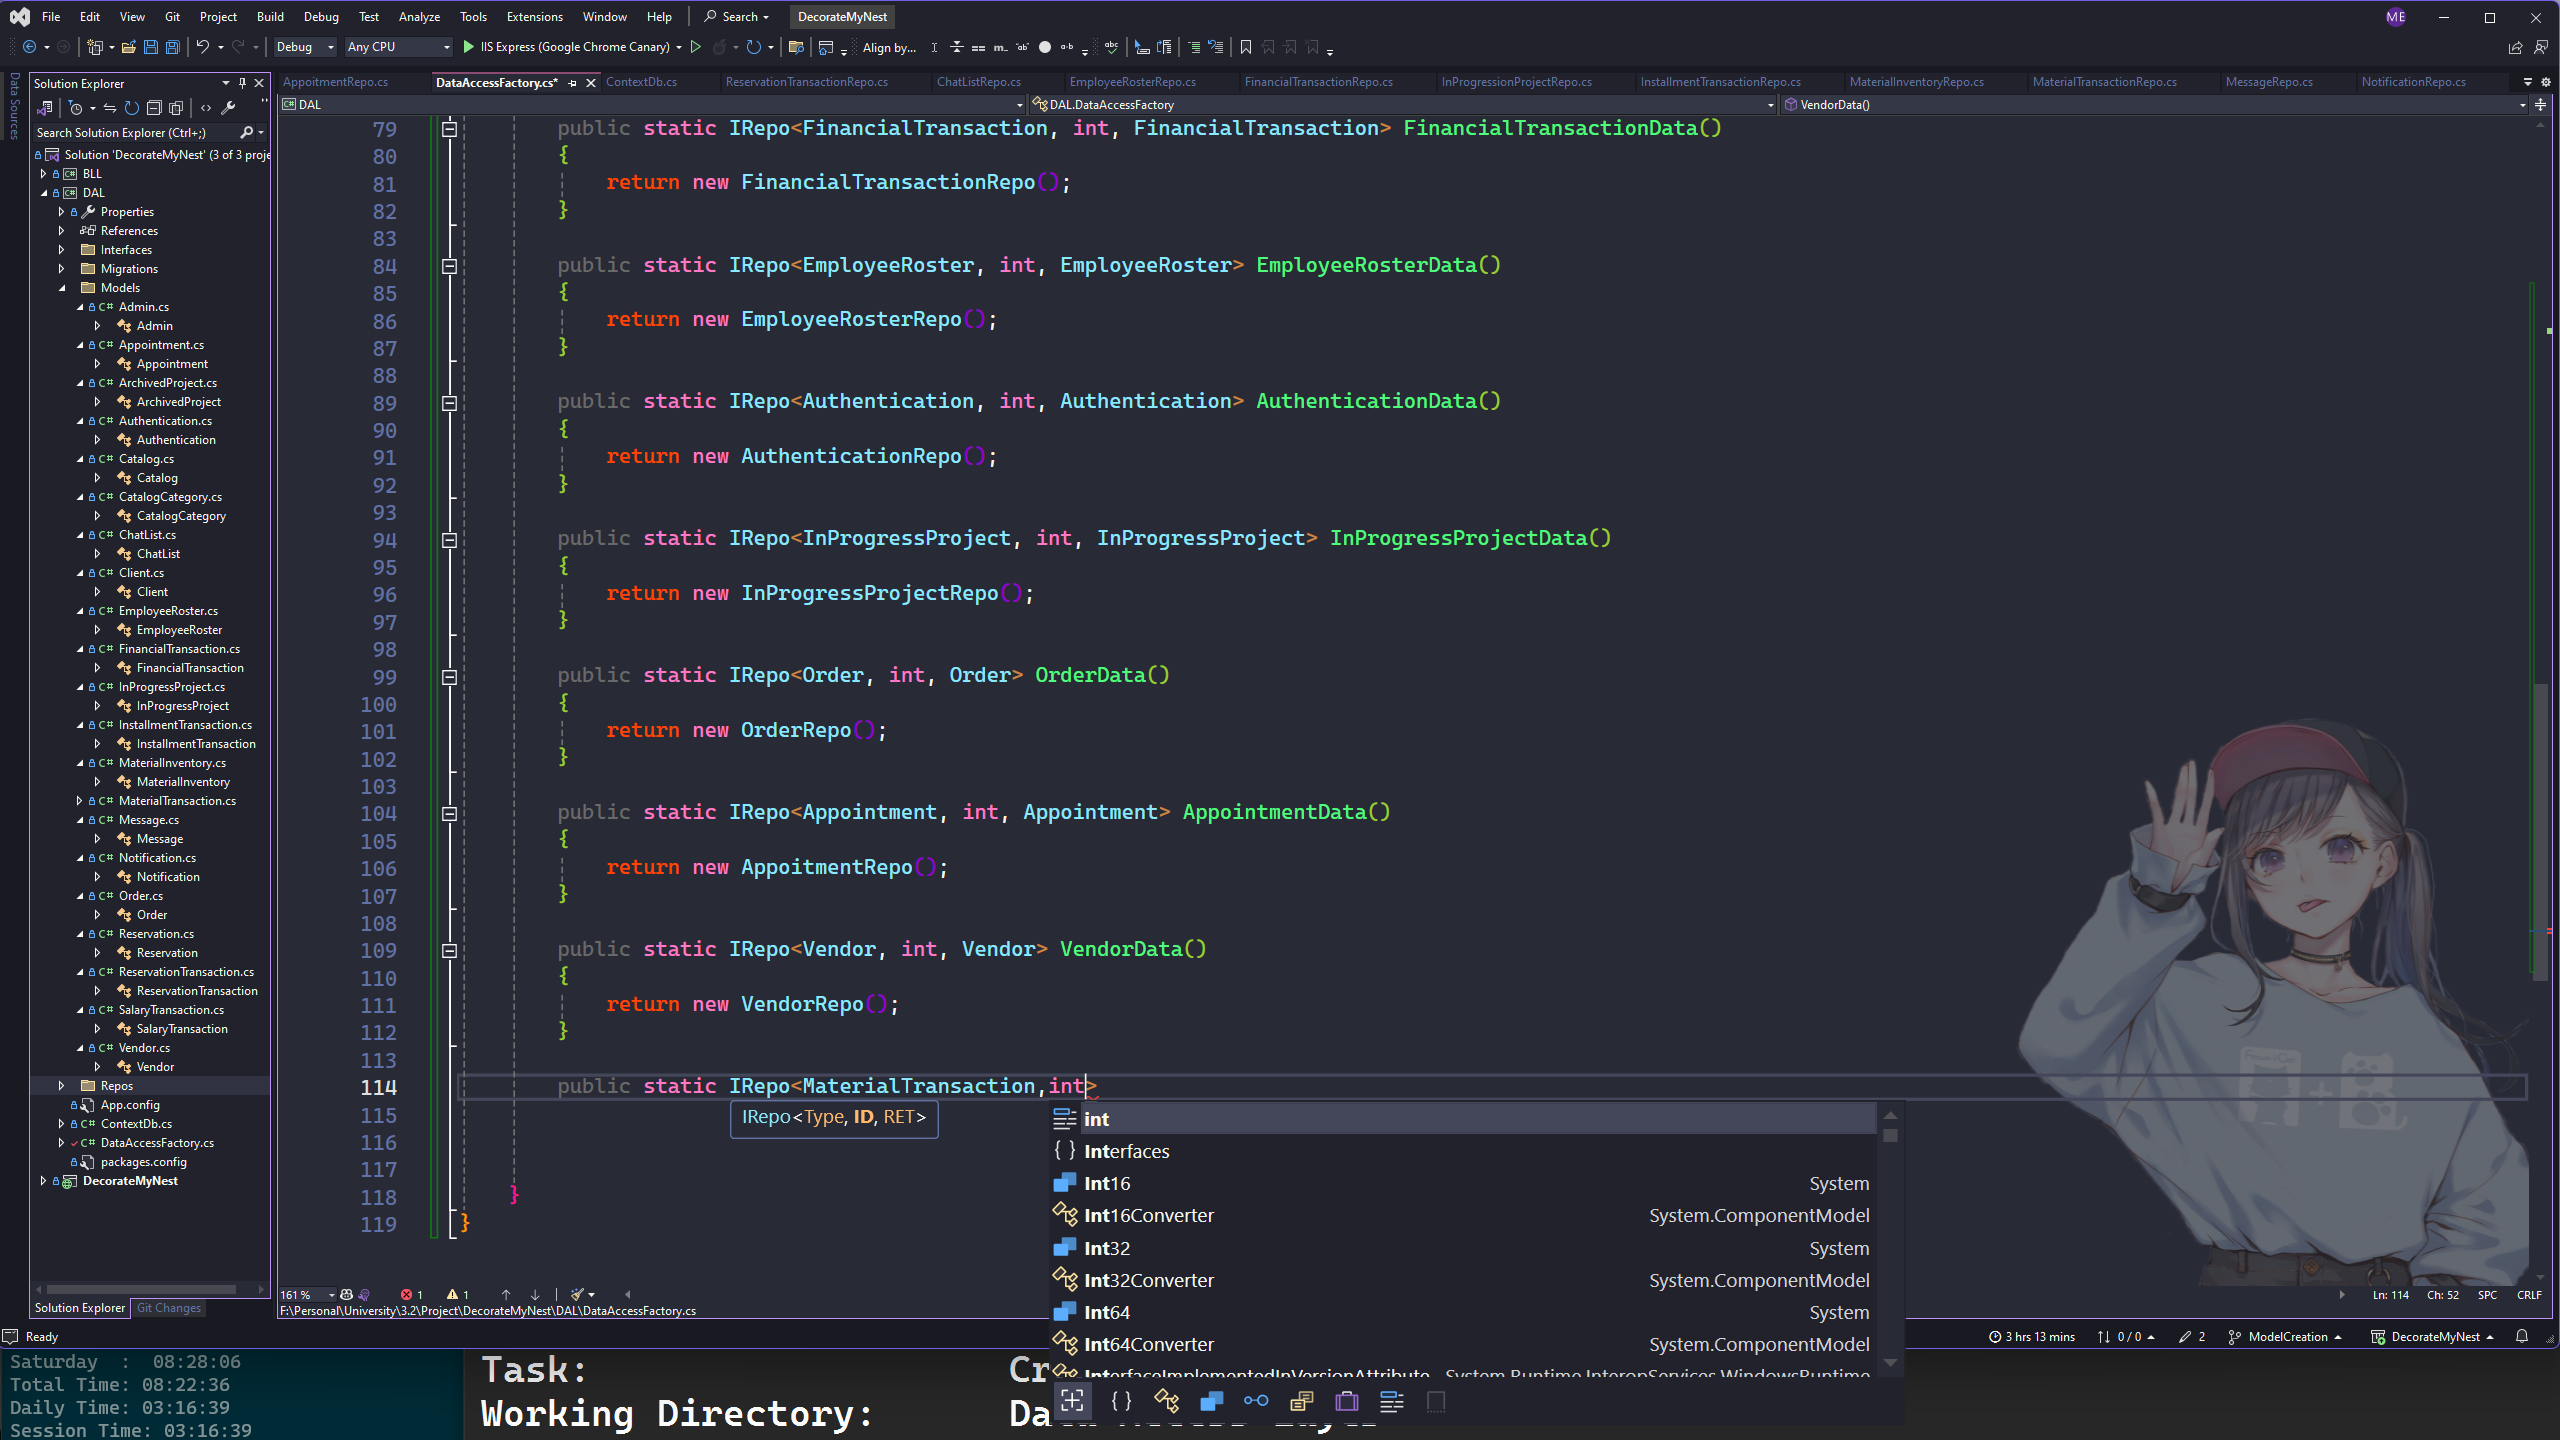 File Edit View Git Project Build Debug Test Analyze Tools Extensions Window Help Search DecorateMyNest ME
Debug Any CPU IIS Express (Google Chrome Canary) Align by...
Data Sources
Solution Explorer
Search Solution Explorer (Ctrl+;)
Solution 'DecorateMyNest' (3 of 3 proje
BLL
DAL
Properties
References
Interfaces
Migrations
Models
Admin.cs
Admin
Appointment.cs
Appointment
ArchivedProject.cs
ArchivedProject
Authentication.cs
Authentication
Catalog.cs
Catalog
CatalogCategory.cs
CatalogCategory
ChatList.cs
ChatList
Client.cs
Client
EmployeeRoster.cs
EmployeeRoster
FinancialTransaction.cs
FinancialTransaction
InProgressProject.cs
InProgressProject
InstallmentTransaction.cs
InstallmentTransaction
MaterialInventory.cs
MaterialInventory
MaterialTransaction.cs
Message.cs
Message
Notification.cs
Notification
Order.cs
Order
Reservation.cs
Reservation
ReservationTransaction.cs
ReservationTransaction
SalaryTransaction.cs
SalaryTransaction
Vendor.cs
Vendor
Repos
App.config
ContextDb.cs
DataAccessFactory.cs
packages.config
DecorateMyNest
Solution Explorer Git Changes
AppoitmentRepo.cs DataAccessFactory.cs* ContextDb.cs ReservationTransactionRepo.cs ChatListRepo.cs EmployeeRosterRepo.cs FinancialTransactionRepo.cs InProgressionProjectRepo.cs InstallmentTransactionRepo.cs MaterialInventoryRepo.cs MaterialTransactionRepo.cs MessageRepo.cs NotificationRepo.cs
DAL DAL.DataAccessFactory VendorData()
79 public static IRepo<FinancialTransaction, int, FinancialTransaction> FinancialTransactionData()
80 {
81 return new FinancialTransactionRepo();
82 }
83
84 public static IRepo<EmployeeRoster, int, EmployeeRoster> EmployeeRosterData()
85 {
86 return new EmployeeRosterRepo();
87 }
88
89 public static IRepo<Authentication, int, Authentication> AuthenticationData()
90 {
91 return new AuthenticationRepo();
92 }
93
94 public static IRepo<InProgressProject, int, InProgressProject> InProgressProjectData()
95 {
96 return new InProgressProjectRepo();
97 }
98
99 public static IRepo<Order, int, Order> OrderData()
100 {
101 return new OrderRepo();
102 }
103
104 public static IRepo<Appointment, int, Appointment> AppointmentData()
105 {
106 return new AppoitmentRepo();
107 }
108
109 public static IRepo<Vendor, int, Vendor> VendorData()
110 {
111 return new VendorRepo();
112 }
113
114 public static IRepo<MaterialTransaction,int>
115
116
117
118 }
119 }
IRepo<Type, ID, RET>
int
Interfaces
Int16 System
Int16Converter System.ComponentModel
Int32 System
Int32Converter System.ComponentModel
Int64 System
Int64Converter System.ComponentModel
InterfaceImplementedInVersionAttribute System.Runtime.InteropServices.WindowsRuntime
161 % 1 1
Ln: 114 Ch: 52 SPC CRLF
F:\Personal\University\3.2\Project\DecorateMyNest\DAL\DataAccessFactory.cs
Ready 3 hrs 13 mins 0 / 0 2 ModelCreation DecorateMyNest
Saturday : 08:28:06
Total Time: 08:22:36
Daily Time: 03:16:39
Session Time: 03:16:39
Task:
Working Directory: